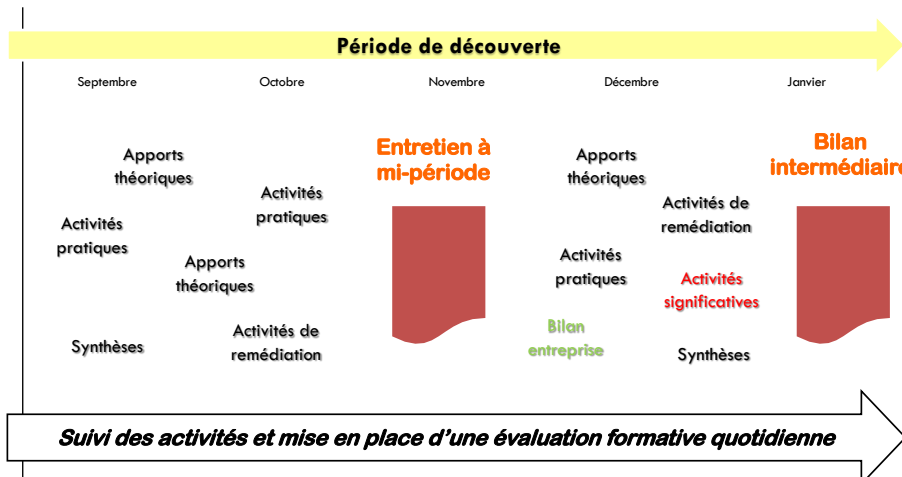 Période de découverte
Septembre
Octobre
Novembre
Décembre
Janvier
Entretien à
mi-période
Bilan
intermédiaire
Apports
théoriques
Activités
pratiques
Activités
pratiques
Apports
théoriques
Synthèses
Activités de
remédiation
Apports
théoriques
Activités de
remédiation
Activités
pratiques
Activités
significatives
Bilan
entreprise
Synthèses
Suivi des activités et mise en place d'une évaluation formative quotidienne